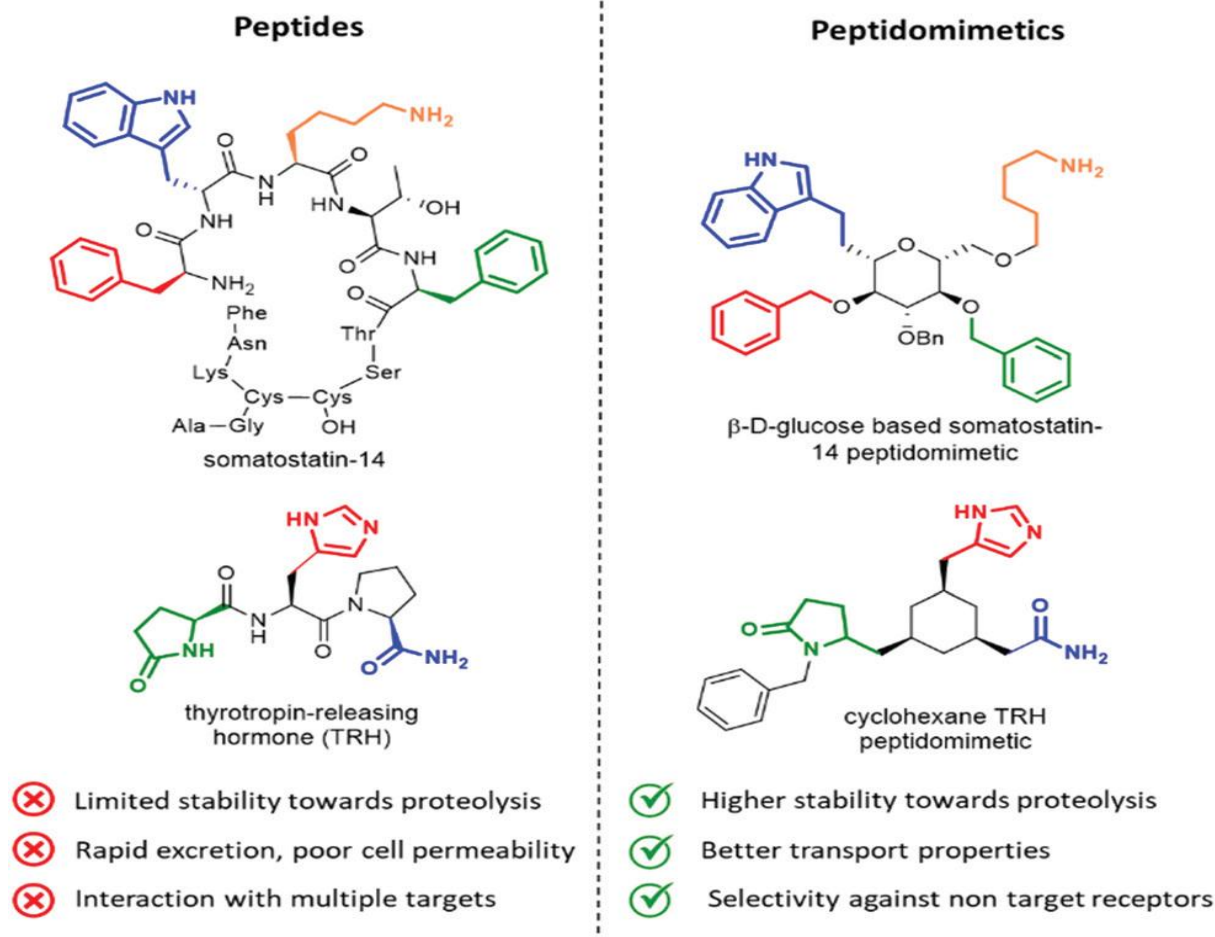 Peptides
NH
NH2
O
O
N
H
HN
OH
NH
O
O
NH
NH2
O
Phe
Thr
Asn
Lys
Ser
Cys
Cys
Ala
Gly
OH
somatostatin-14
HN
N
O
N
H
N
O
NH
O
O
NH2
thyrotropin-releasing
hormone (TRH)
Limited stability towards proteolysis
Rapid excretion, poor cell permeability
Interaction with multiple targets
Peptidomimetics
HN
NH2
O
O
O
O
OBn
β-D-glucose based somatostatin-
14 peptidomimetic
HN
N
O
O
N
NH2
cyclohexane TRH
peptidomimetic
Higher stability towards proteolysis
Better transport properties
Selectivity against non target receptors